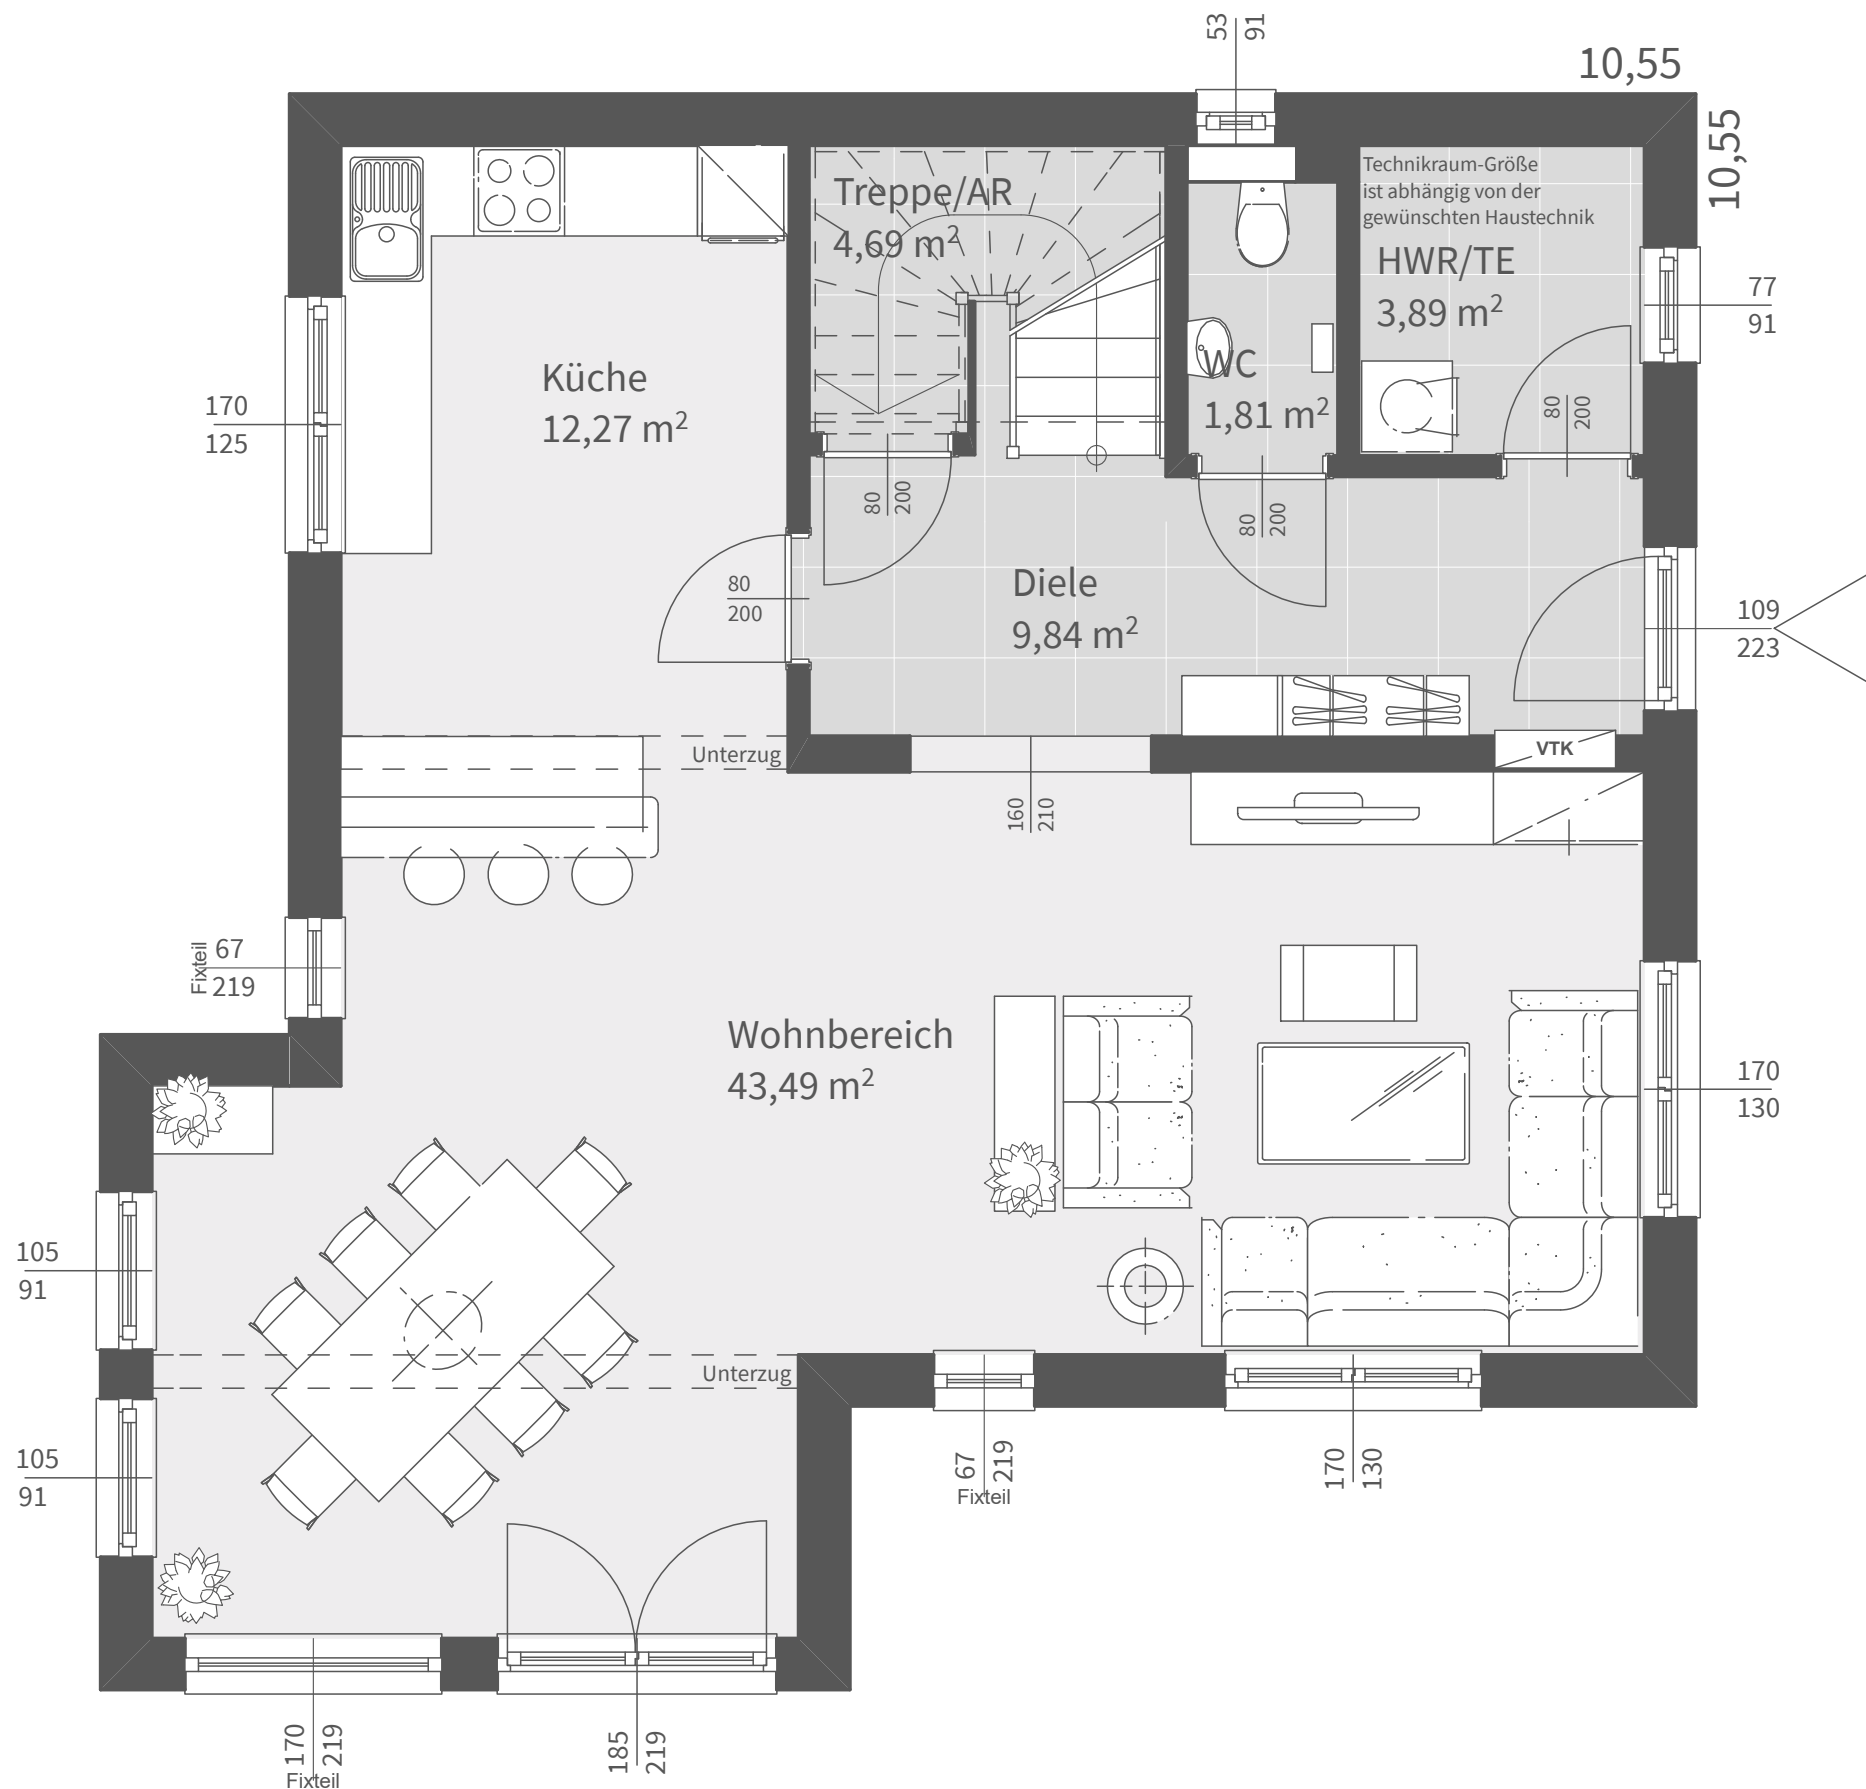 53
91
10,55
10,55
Technikraum-Größe
ist abhängig von der
gewünschten Haustechnik
Treppe/AR
4,69 m²
HWR/TE
3,89 m²
77
91
Küche
12,27 m²
WC
1,81 m²
170
125
80
200
80
200
80
200
80
200
Diele
9,84 m²
109
223
Unterzug
VTK
160
210
Fixteil
67
219
Wohnbereich
43,49 m²
170
130
105
91
Unterzug
105
91
67
219
Fixteil
170
130
170
219
Fixteil
185
219